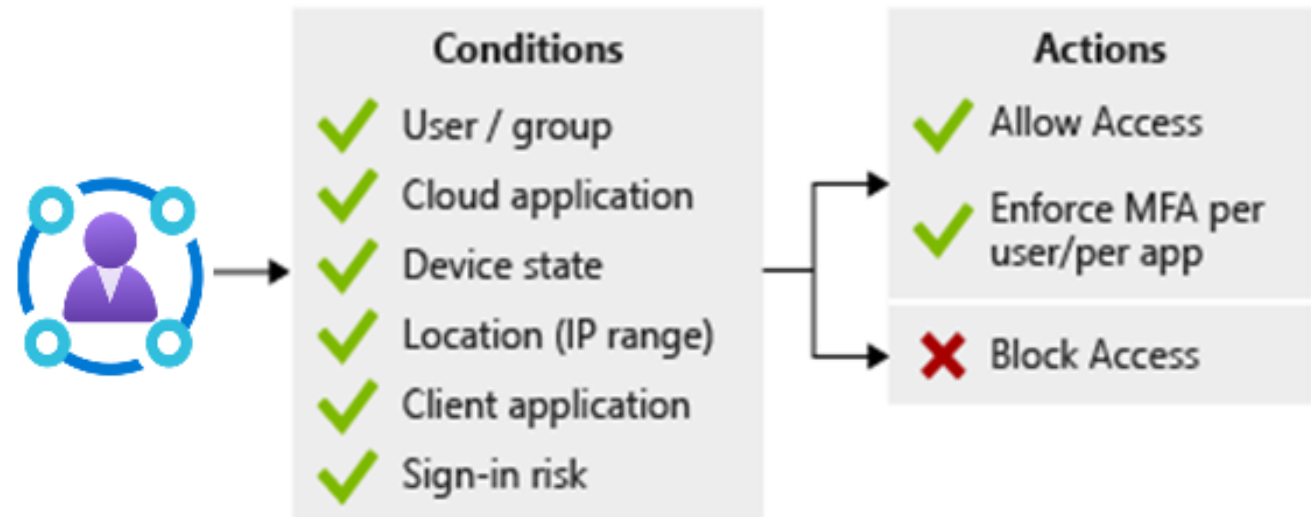 Conditions
User / group
Cloud application
Device state
Location (IP range)
Client application
Sign-in risk
Actions
Allow Access
Enforce MFA per
user/per app
Block Access